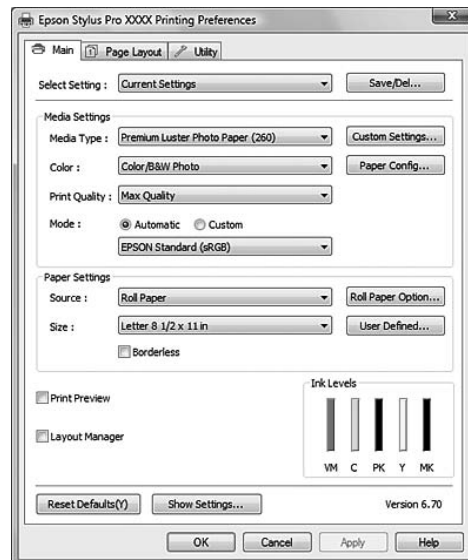 Epson Stylus Pro XXXX Printing Preferences
Main Page Layout Utility
Select Setting : Current Settings Save/Del...
Media Settings
Media Type : Premium Luster Photo Paper (260) Custom Settings...
Color : Color/B&W Photo Paper Config...
Print Quality : Max Quality
Mode : Automatic Custom
EPSON Standard (sRGB)
Paper Settings
Source : Roll Paper Roll Paper Option...
Size : Letter 8 1/2 x 11 in User Defined...
Borderless
Print Preview
Layout Manager
Ink Levels
VM C PK Y MK
Reset Defaults(Y) Show Settings... Version 6.70
OK Cancel Apply Help